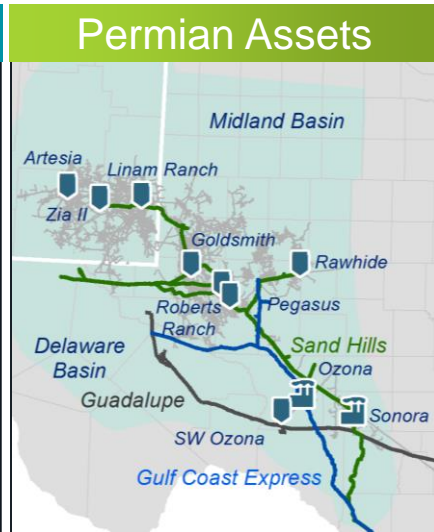 Permian Assets
Midland Basin
Artesia
Linam Ranch
Zia II
Goldsmith
Rawhide
Roberts
Ranch
Pegasus
Sand Hills
Delaware
Basin
Ozona
Guadalupe
Sonora
SW Ozona
Gulf Coast Express